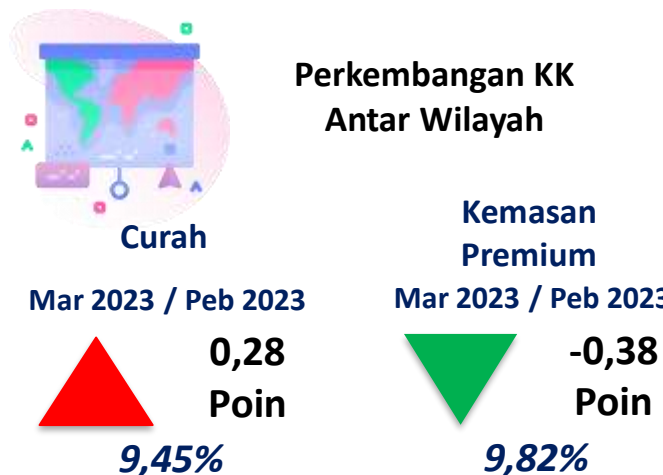 Perkembangan KK
Antar Wilayah
Curah
Mar 2023 / Peb 2023
0,28
Poin
9,45%
Kemasan
Premium
Mar 2023 / Peb 2023
-0,38
Poin
9,82%